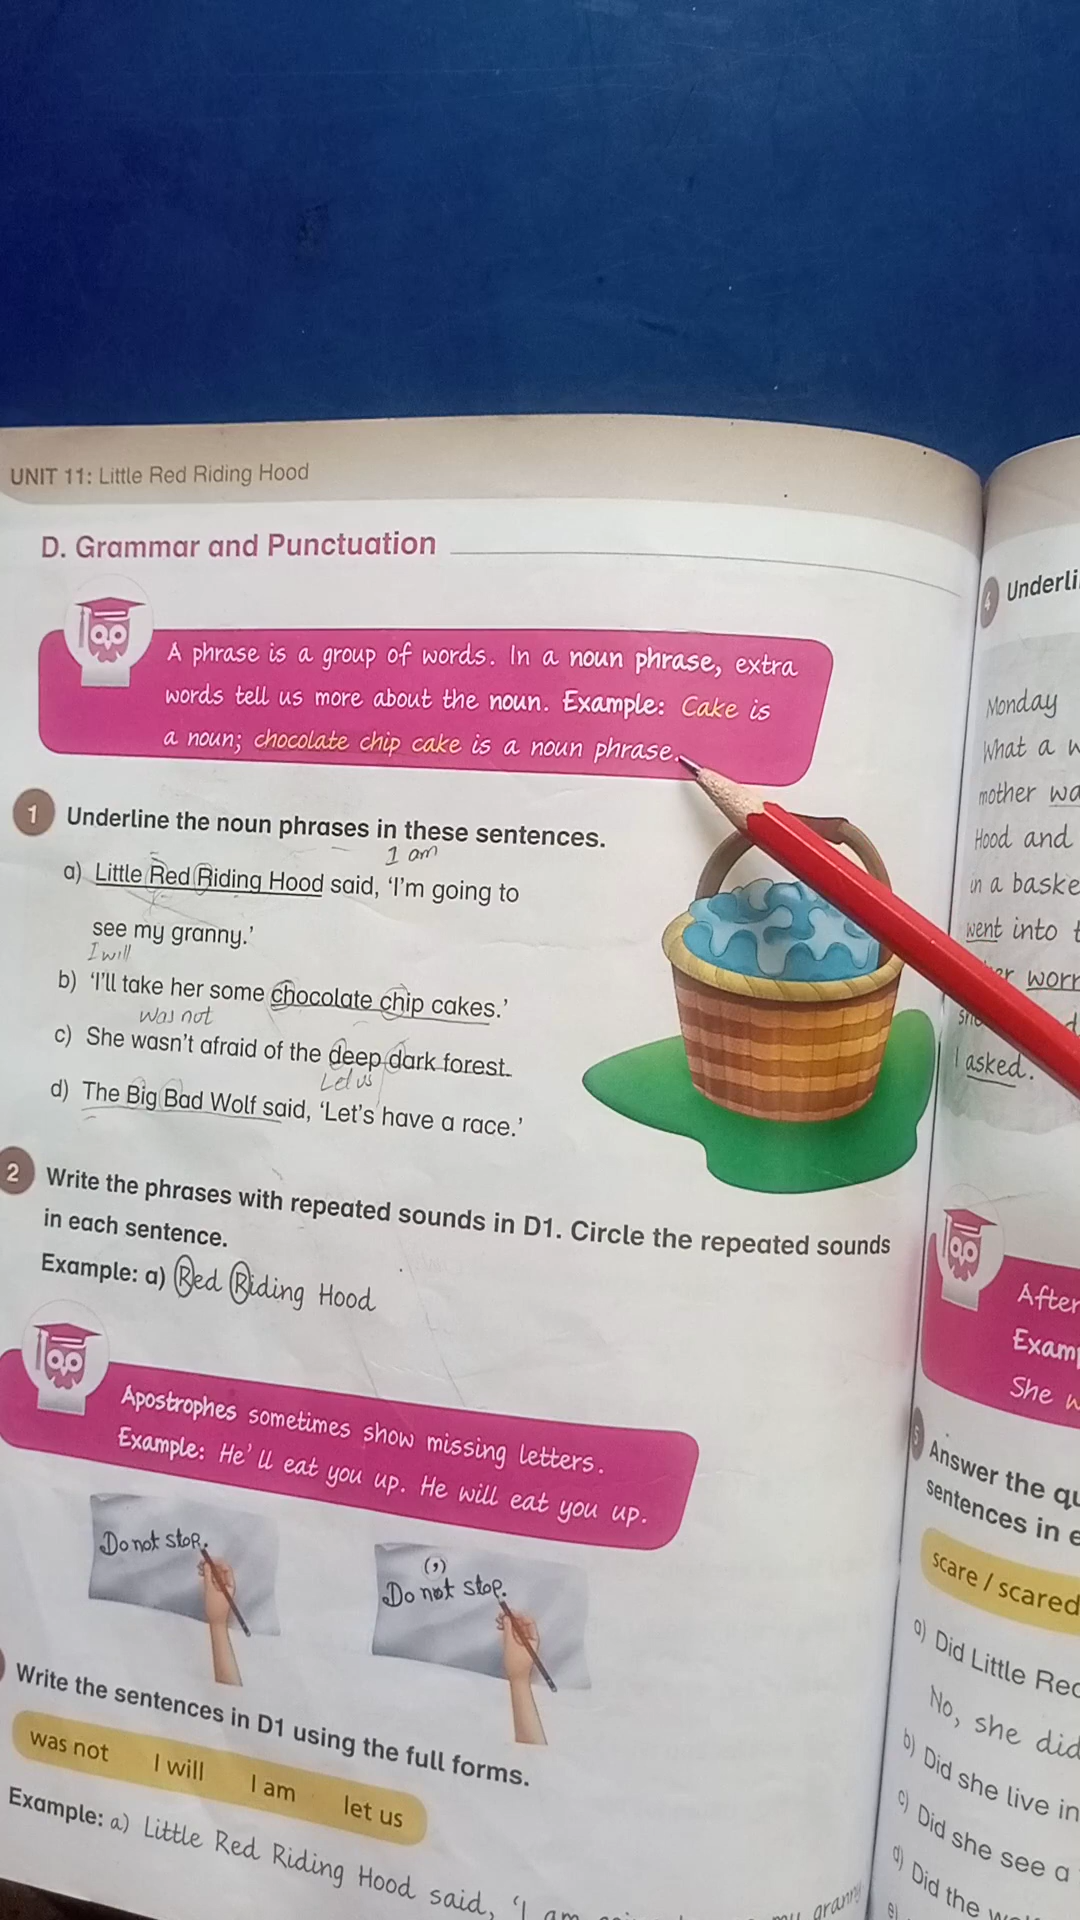 UNIT 11: Little Red Riding Hood
D. Grammar and Punctuation
A phrase is a group of words. In a noun phrase, extra
words tell us more about the noun. Example: Cake is
a noun; chocolate chip cake is a noun phrase.
1 Underline the noun phrases in these sentences.
I am
a) Little Red Riding Hood said, ‘I’m going to
see my granny.’
I will
b) ‘I’ll take her some chocolate chip cakes.’
was not
c) She wasn’t afraid of the deep dark forest.
Let us
d) The Big Bad Wolf said, ‘Let’s have a race.’
2 Write the phrases with repeated sounds in D1. Circle the repeated sounds
in each sentence.
Example: a) Red Riding Hood
Apostrophes sometimes show missing letters.
Example: He’ll eat you up. He will eat you up.
Do not stop.
(’)
Do not stop.
Write the sentences in D1 using the full forms.
was not I will I am let us
Example: a) Little Red Riding Hood said, ‘I am my granny
4 Underli
Monday
What a w
mother wa
Hood and
in a baske
went into t
her worr
she
I asked.
After
Exam
She w
5 Answer the qu
sentences in e
scare / scared
a) Did Little Red
No, she did
b) Did she live in
c) Did she see a
d) Did the
e)